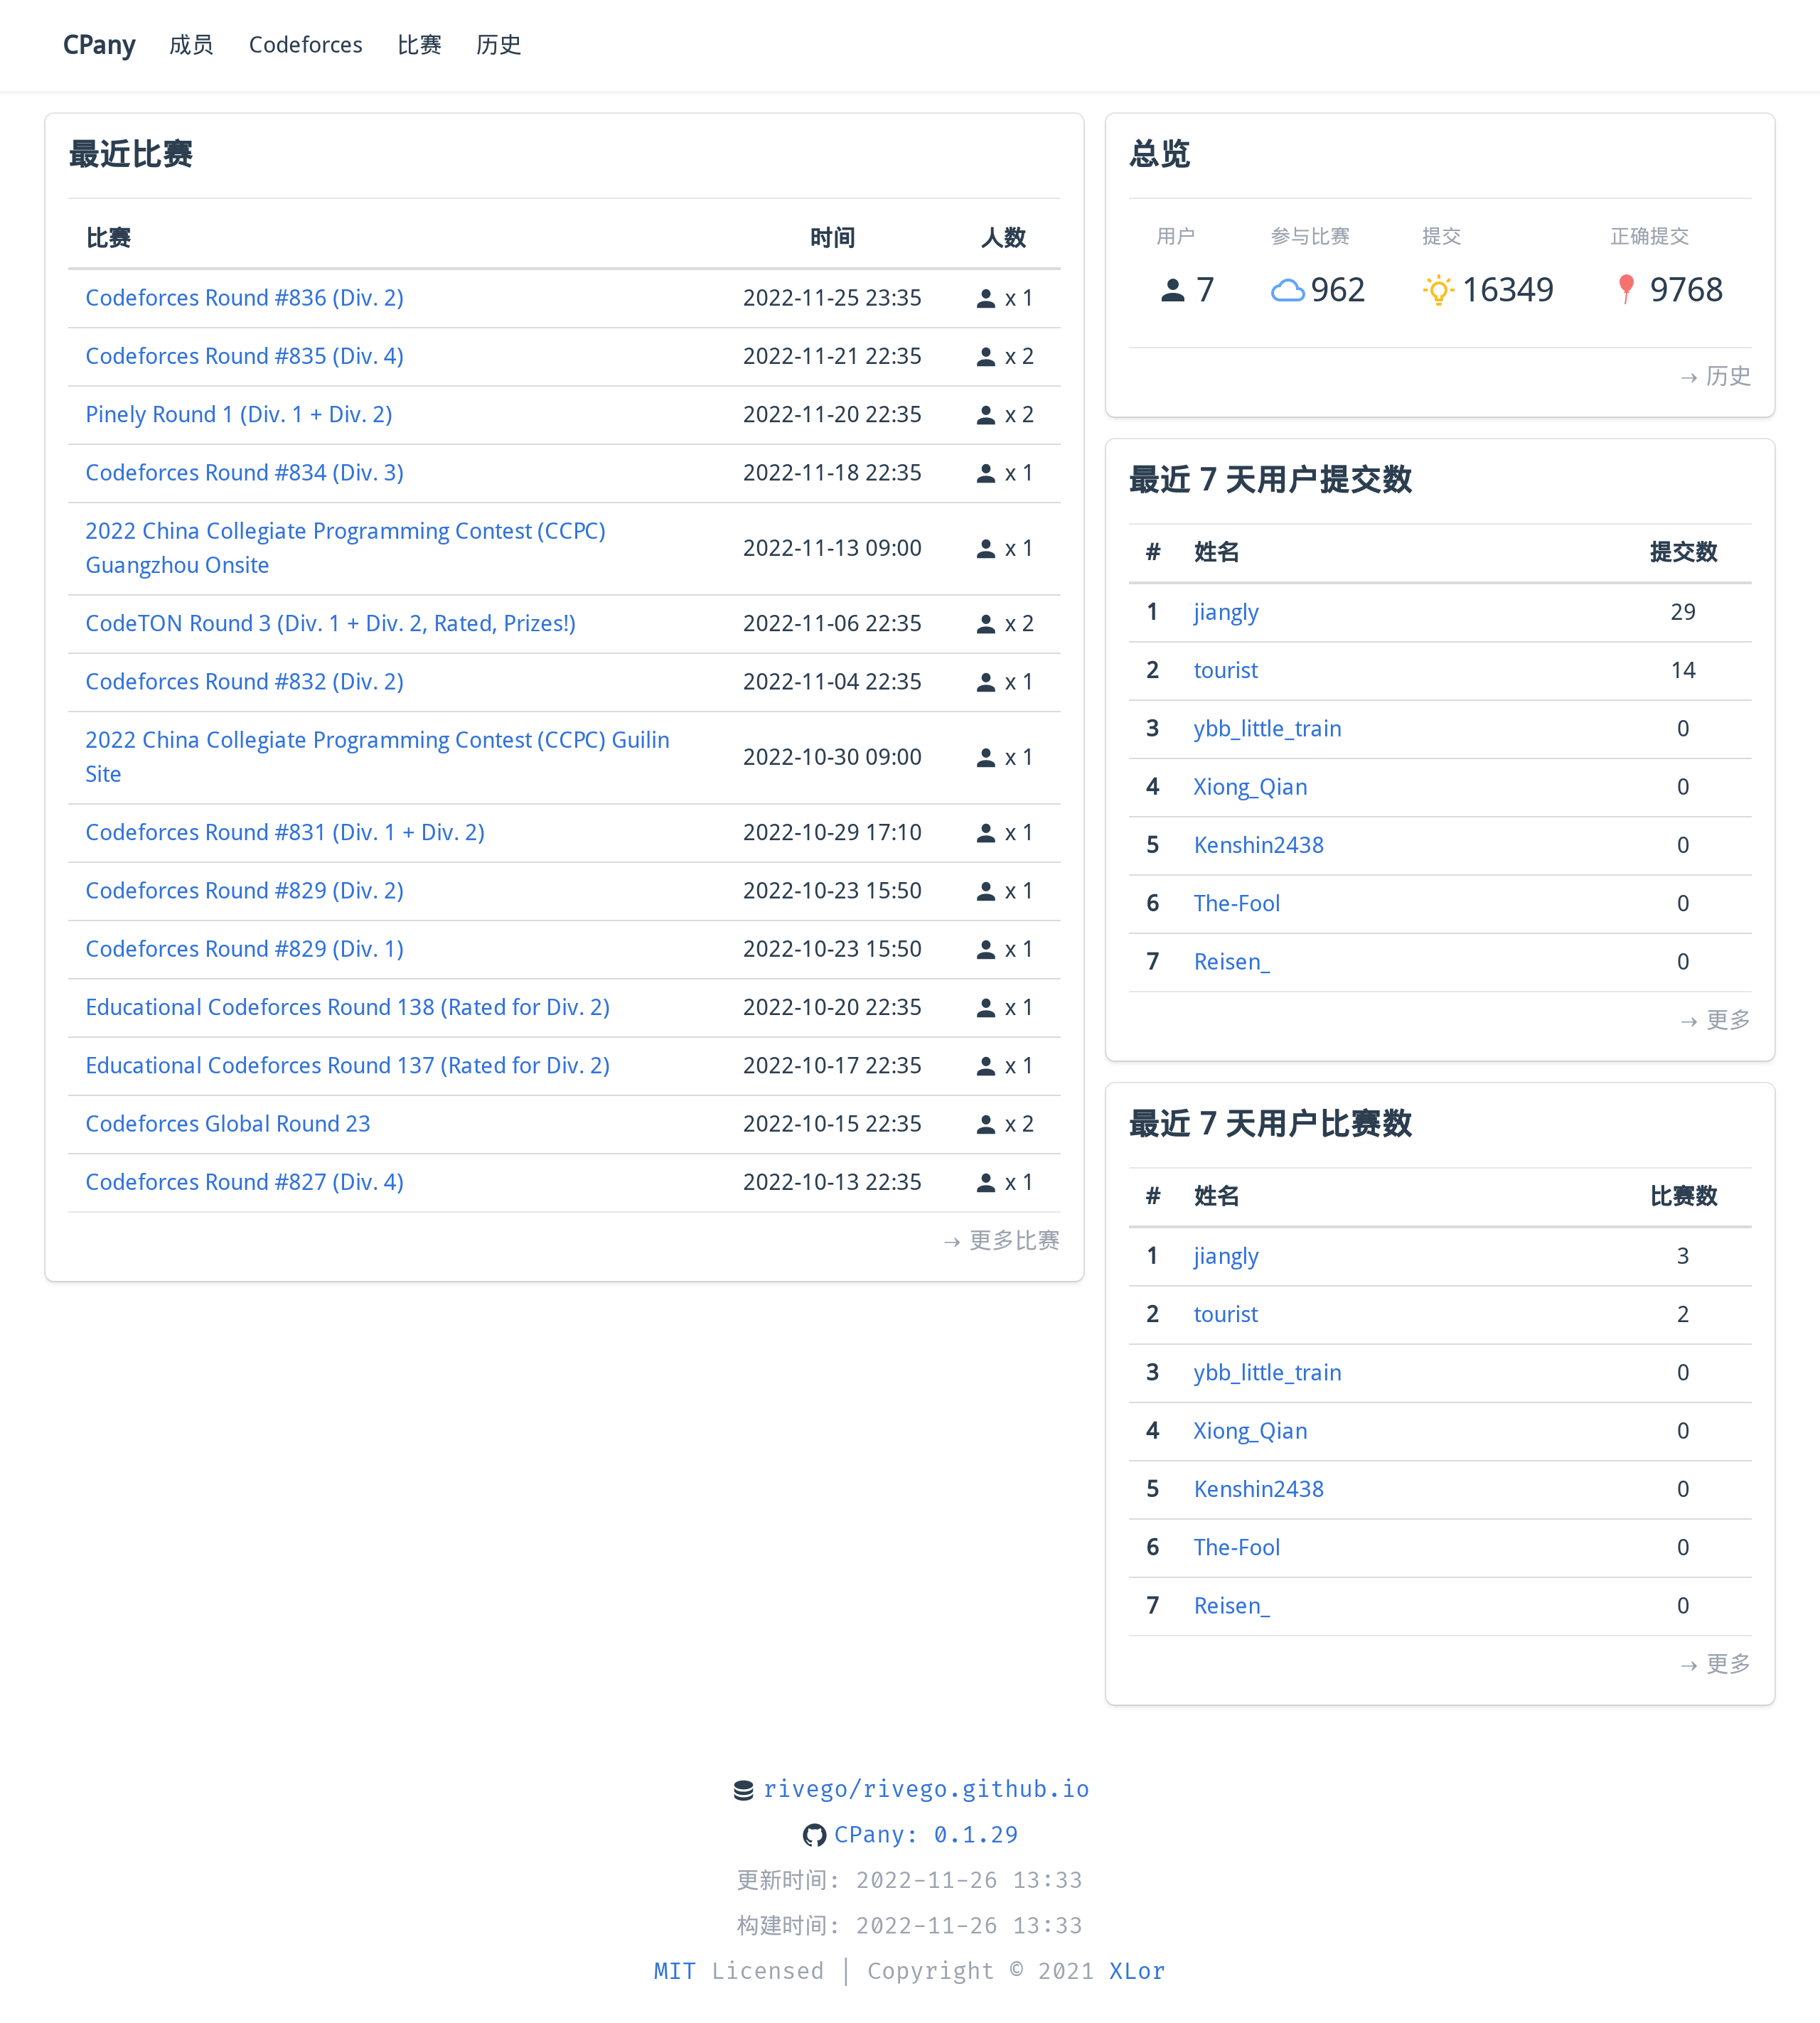 CPany 成员 Codeforces 比赛 历史
最近比赛
比赛 时间 人数
Codeforces Round #836 (Div. 2) 2022-11-25 23:35 x 1
Codeforces Round #835 (Div. 4) 2022-11-21 22:35 x 2
Pinely Round 1 (Div. 1 + Div. 2) 2022-11-20 22:35 x 2
Codeforces Round #834 (Div. 3) 2022-11-18 22:35 x 1
2022 China Collegiate Programming Contest (CCPC)
Guangzhou Onsite 2022-11-13 09:00 x 1
CodeTON Round 3 (Div. 1 + Div. 2, Rated, Prizes!) 2022-11-06 22:35 x 2
Codeforces Round #832 (Div. 2) 2022-11-04 22:35 x 1
2022 China Collegiate Programming Contest (CCPC) Guilin
Site 2022-10-30 09:00 x 1
Codeforces Round #831 (Div. 1 + Div. 2) 2022-10-29 17:10 x 1
Codeforces Round #829 (Div. 2) 2022-10-23 15:50 x 1
Codeforces Round #829 (Div. 1) 2022-10-23 15:50 x 1
Educational Codeforces Round 138 (Rated for Div. 2) 2022-10-20 22:35 x 1
Educational Codeforces Round 137 (Rated for Div. 2) 2022-10-17 22:35 x 1
Codeforces Global Round 23 2022-10-15 22:35 x 2
Codeforces Round #827 (Div. 4) 2022-10-13 22:35 x 1
→ 更多比赛
总览
用户 参与比赛 提交 正确提交
7 962 16349 9768
→ 历史
最近 7 天用户提交数
# 姓名 提交数
1 jiangly 29
2 tourist 14
3 ybb_little_train 0
4 Xiong_Qian 0
5 Kenshin2438 0
6 The-Fool 0
7 Reisen_ 0
→ 更多
最近 7 天用户比赛数
# 姓名 比赛数
1 jiangly 3
2 tourist 2
3 ybb_little_train 0
4 Xiong_Qian 0
5 Kenshin2438 0
6 The-Fool 0
7 Reisen_ 0
→ 更多
rivego/rivego.github.io
CPany: 0.1.29
更新时间: 2022-11-26 13:33
构建时间: 2022-11-26 13:33
MIT Licensed | Copyright © 2021 XLor